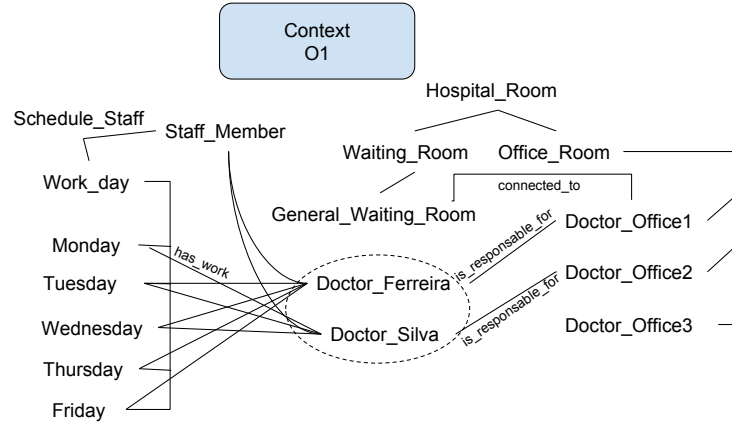 Context
O1
Hospital_Room
Schedule_Staff
Staff_Member
Waiting_Room
Office_Room
Work_day
connected_to
General_Waiting_Room
Doctor_Office1
Monday
has_work
is_responsable_for
Tuesday
Doctor_Ferreira
Doctor_Office2
Wednesday
Doctor_Silva
is_responsable_for
Doctor_Office3
Thursday
Friday